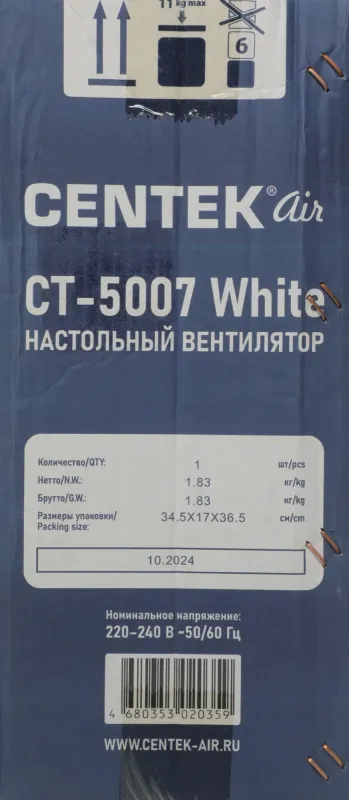 11 kg max
6
CENTEK® air
CT-5007 White
НАСТОЛЬНЫЙ ВЕНТИЛЯТОР
Количество/QTY: 1 шт/pcs
Нетто/N.W.: 1.83 кг/kg
Брутто/G.W.: 1.83 кг/kg
Размеры упаковки/ 34.5X17X36.5 см/cm
Packing size:
10.2024
Номинальное напряжение:
220-240 В ~50/60 Гц
4 680353 020359
WWW.CENTEK-AIR.RU